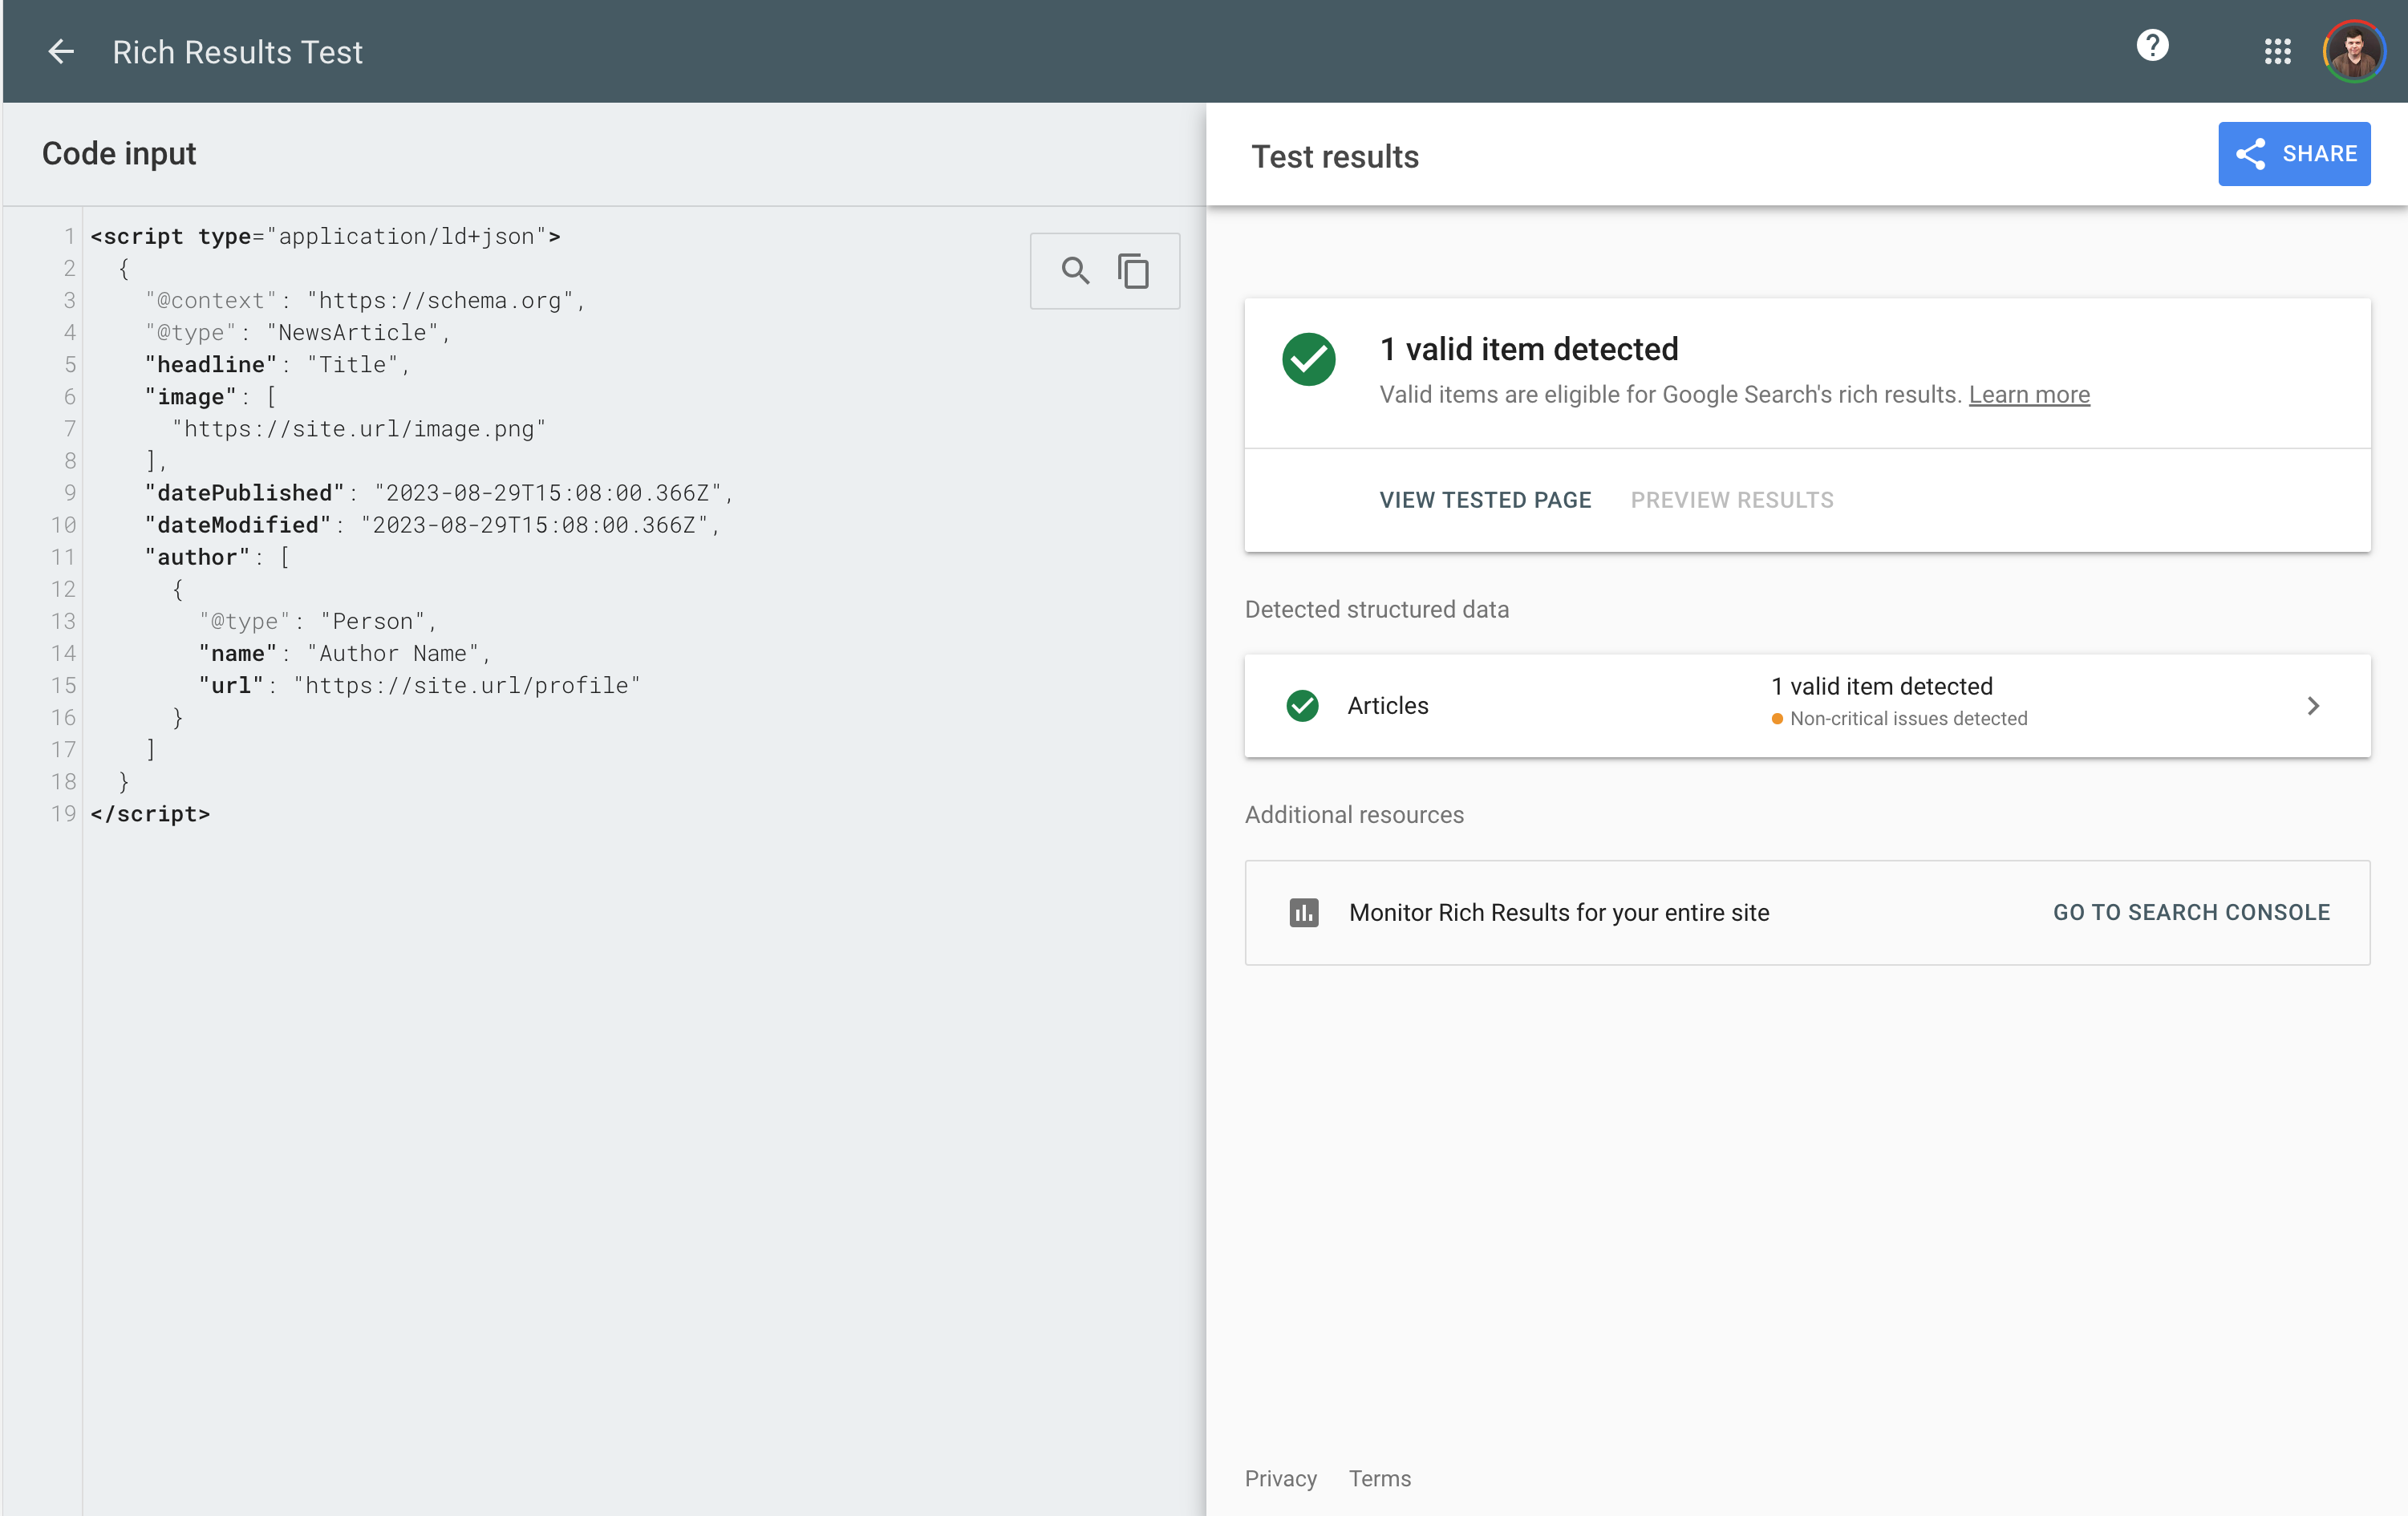 Rich Results Test
Code input
1 <script type="application/ld+json">
2   {
3     "@context": "https://schema.org",
4     "@type": "NewsArticle",
5     "headline": "Title",
6     "image": [
7       "https://site.url/image.png"
8     ],
9     "datePublished": "2023-08-29T15:08:00.366Z",
10     "dateModified": "2023-08-29T15:08:00.366Z",
11     "author": [
12       {
13         "@type": "Person",
14         "name": "Author Name",
15         "url": "https://site.url/profile"
16       }
17     ]
18   }
19 </script>
Test results
SHARE
1 valid item detected
Valid items are eligible for Google Search's rich results. Learn more
VIEW TESTED PAGE PREVIEW RESULTS
Detected structured data
Articles
1 valid item detected
Non-critical issues detected
Additional resources
Monitor Rich Results for your entire site
GO TO SEARCH CONSOLE
Privacy Terms